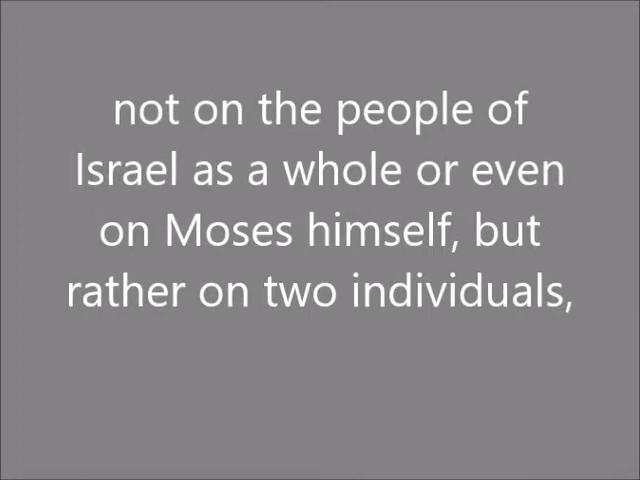 not on the people of
Israel as a whole or even
on Moses himself, but
rather on two individuals,